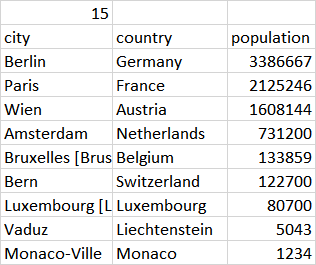 15
city country population
Berlin Germany 3386667
Paris France 2125246
Wien Austria 1608144
Amsterdam Netherlands 731200
Bruxelles [Brus Belgium 133859
Bern Switzerland 122700
Luxembourg [L Luxembourg 80700
Vaduz Liechtenstein 5043
Monaco-Ville Monaco 1234